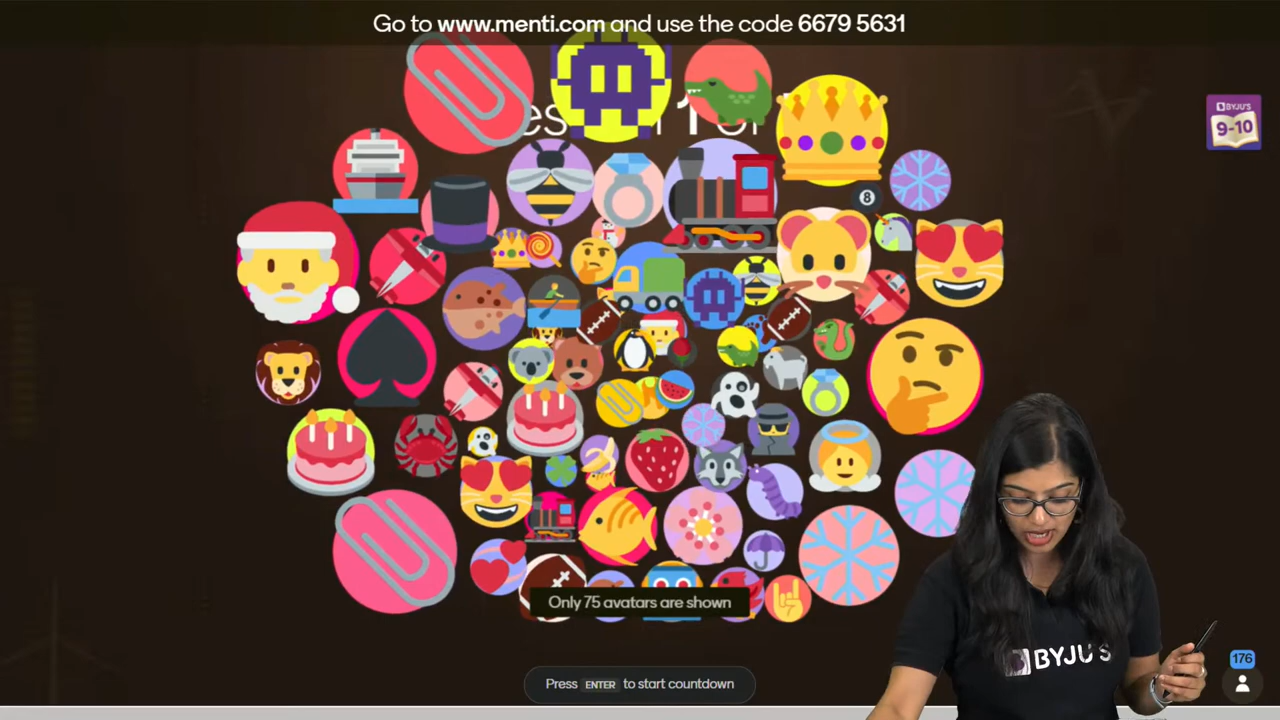 Go to www.menti.com and use the code 6679 5631
BYJU'S
9-10
8
Only 75 avatars are shown
Press ENTER to start countdown
BYJU'S
176